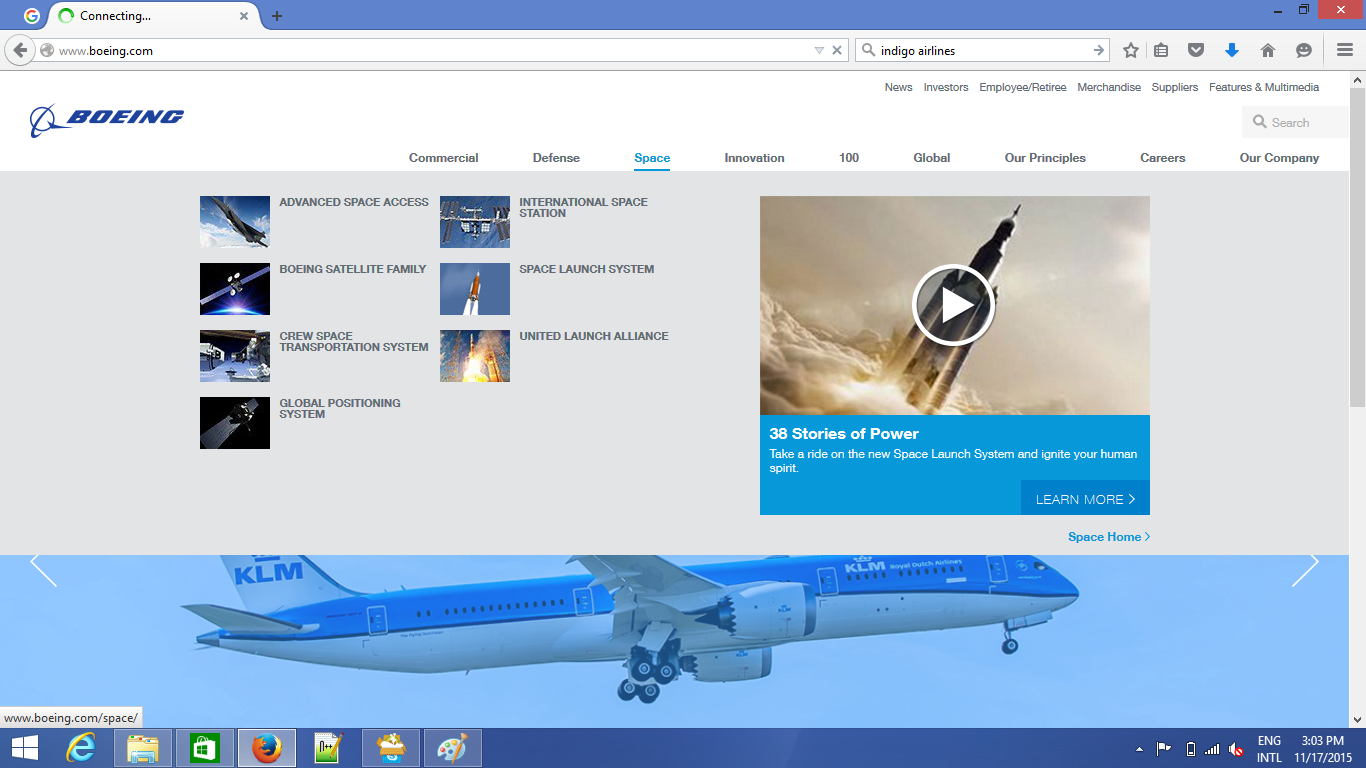 Connecting...
www.boeing.com
indigo airlines
News Investors Employee/Retiree Merchandise Suppliers Features & Multimedia
BOEING
Search
Commercial Defense Space Innovation 100 Global Our Principles Careers Our Company
ADVANCED SPACE ACCESS
INTERNATIONAL SPACE
STATION
BOEING SATELLITE FAMILY
SPACE LAUNCH SYSTEM
CREW SPACE
TRANSPORTATION SYSTEM
UNITED LAUNCH ALLIANCE
GLOBAL POSITIONING
SYSTEM
38 Stories of Power
Take a ride on the new Space Launch System and ignite your human
spirit.
LEARN MORE
Space Home
KLM
KLM Royal Dutch Airlines
KLM
KLM
www.boeing.com/space/
ENG
INTL
3:03 PM
11/17/2015